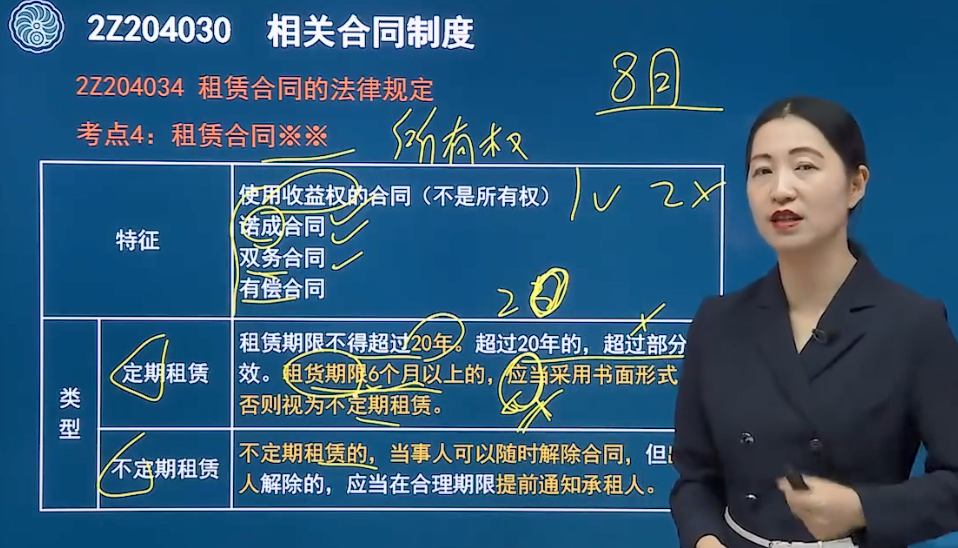 2Z204030 相关合同制度
2Z204034 租赁合同的法律规定
8日
考点4：租赁合同※※
所有权
特征
使用收益权的合同（不是所有权）
1√ 2×
诺成合同
双务合同
有偿合同
20
类型
定期租赁
租赁期限不得超过20年。超过20年的，超过部分
效。租货期限6个月以上的，应当采用书面形式
否则视为不定期租赁。
不定期租赁
不定期租赁的，当事人可以随时解除合同，但
人解除的，应当在合理期限提前通知承租人。